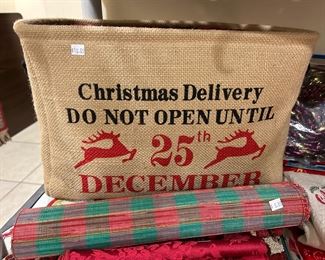 Christmas Delivery
DO NOT OPEN UNTIL
25th
DECEMBER